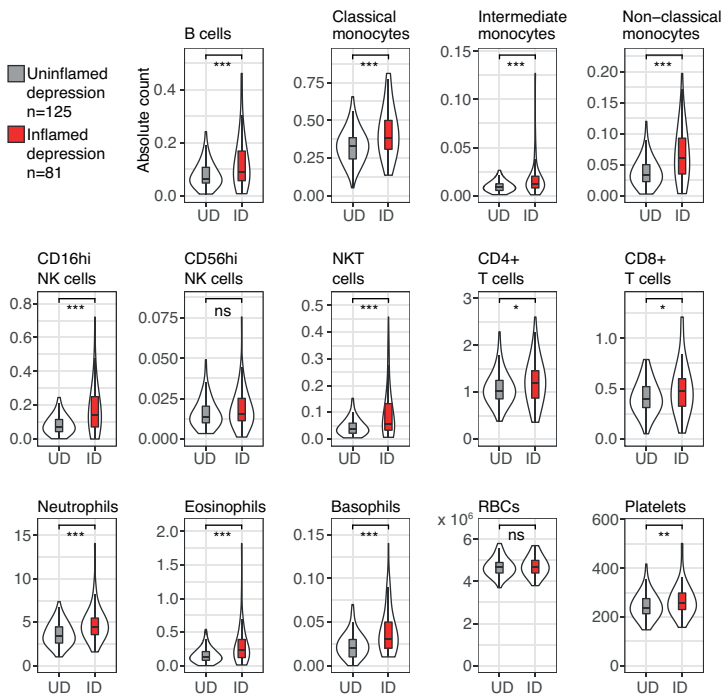 Uninflamed
depression
n=125
Inflamed
depression
n=81
B cells
Absolute count
0.4
0.2
0.0
***
UD ID
Classical
monocytes
0.75
0.50
0.25
0.00
***
UD ID
Intermediate
monocytes
0.15
0.10
0.05
0.00
***
UD ID
Non−classical
monocytes
0.20
0.15
0.10
0.05
0.00
***
UD ID
CD16hi
NK cells
0.8
0.6
0.4
0.2
0.0
***
UD ID
CD56hi
NK cells
0.075
0.050
0.025
0.000
ns
UD ID
NKT
cells
0.5
0.4
0.3
0.2
0.1
0.0
***
UD ID
CD4+
T cells
3
2
1
0
*
UD ID
CD8+
T cells
1.0
0.5
0.0
*
UD ID
Neutrophils
15
10
5
0
***
UD ID
Eosinophils
2.0
1.5
1.0
0.5
0.0
***
UD ID
Basophils
0.15
0.10
0.05
0.00
***
UD ID
RBCs
x 10⁶
6
4
2
0
ns
UD ID
Platelets
600
400
200
0
**
UD ID